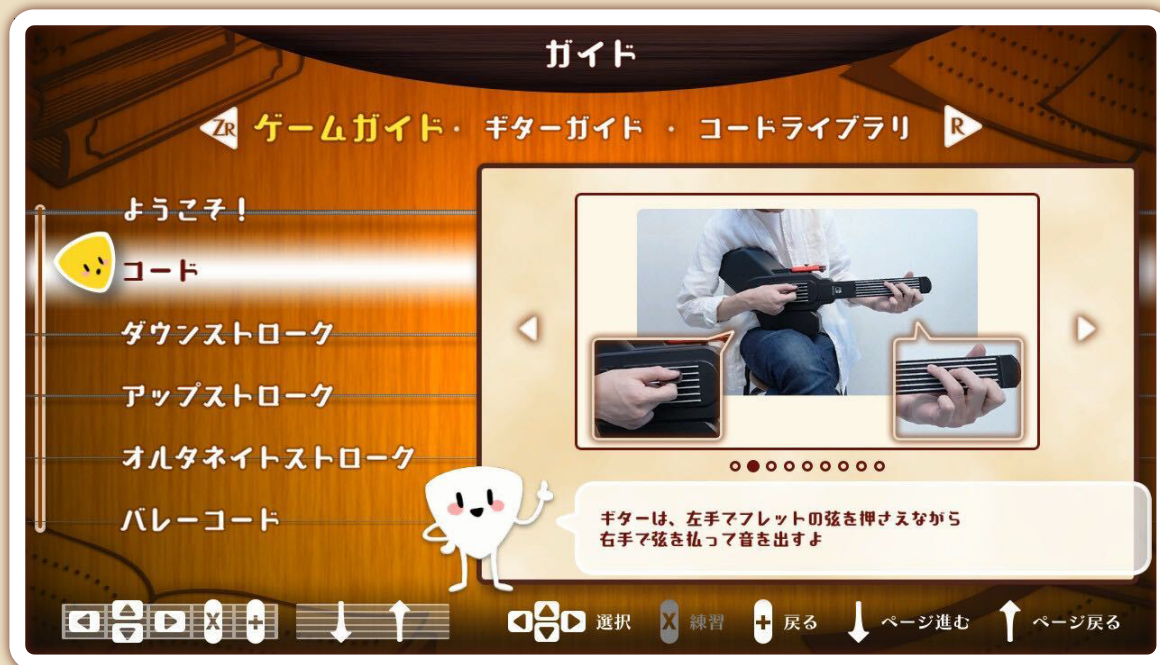 ガイド
ZR ゲームガイド・ ギターガイド ・ コードライブラリ R
ようこそ!
コード
ダウンストローク
アップストローク
オルタネイトストローク
バレーコード
ギターは、左手でフレットの弦を押さえながら
右手で弦を払って音を出すよ
X + 選択 X 練習 + 戻る ページ進む ページ戻る